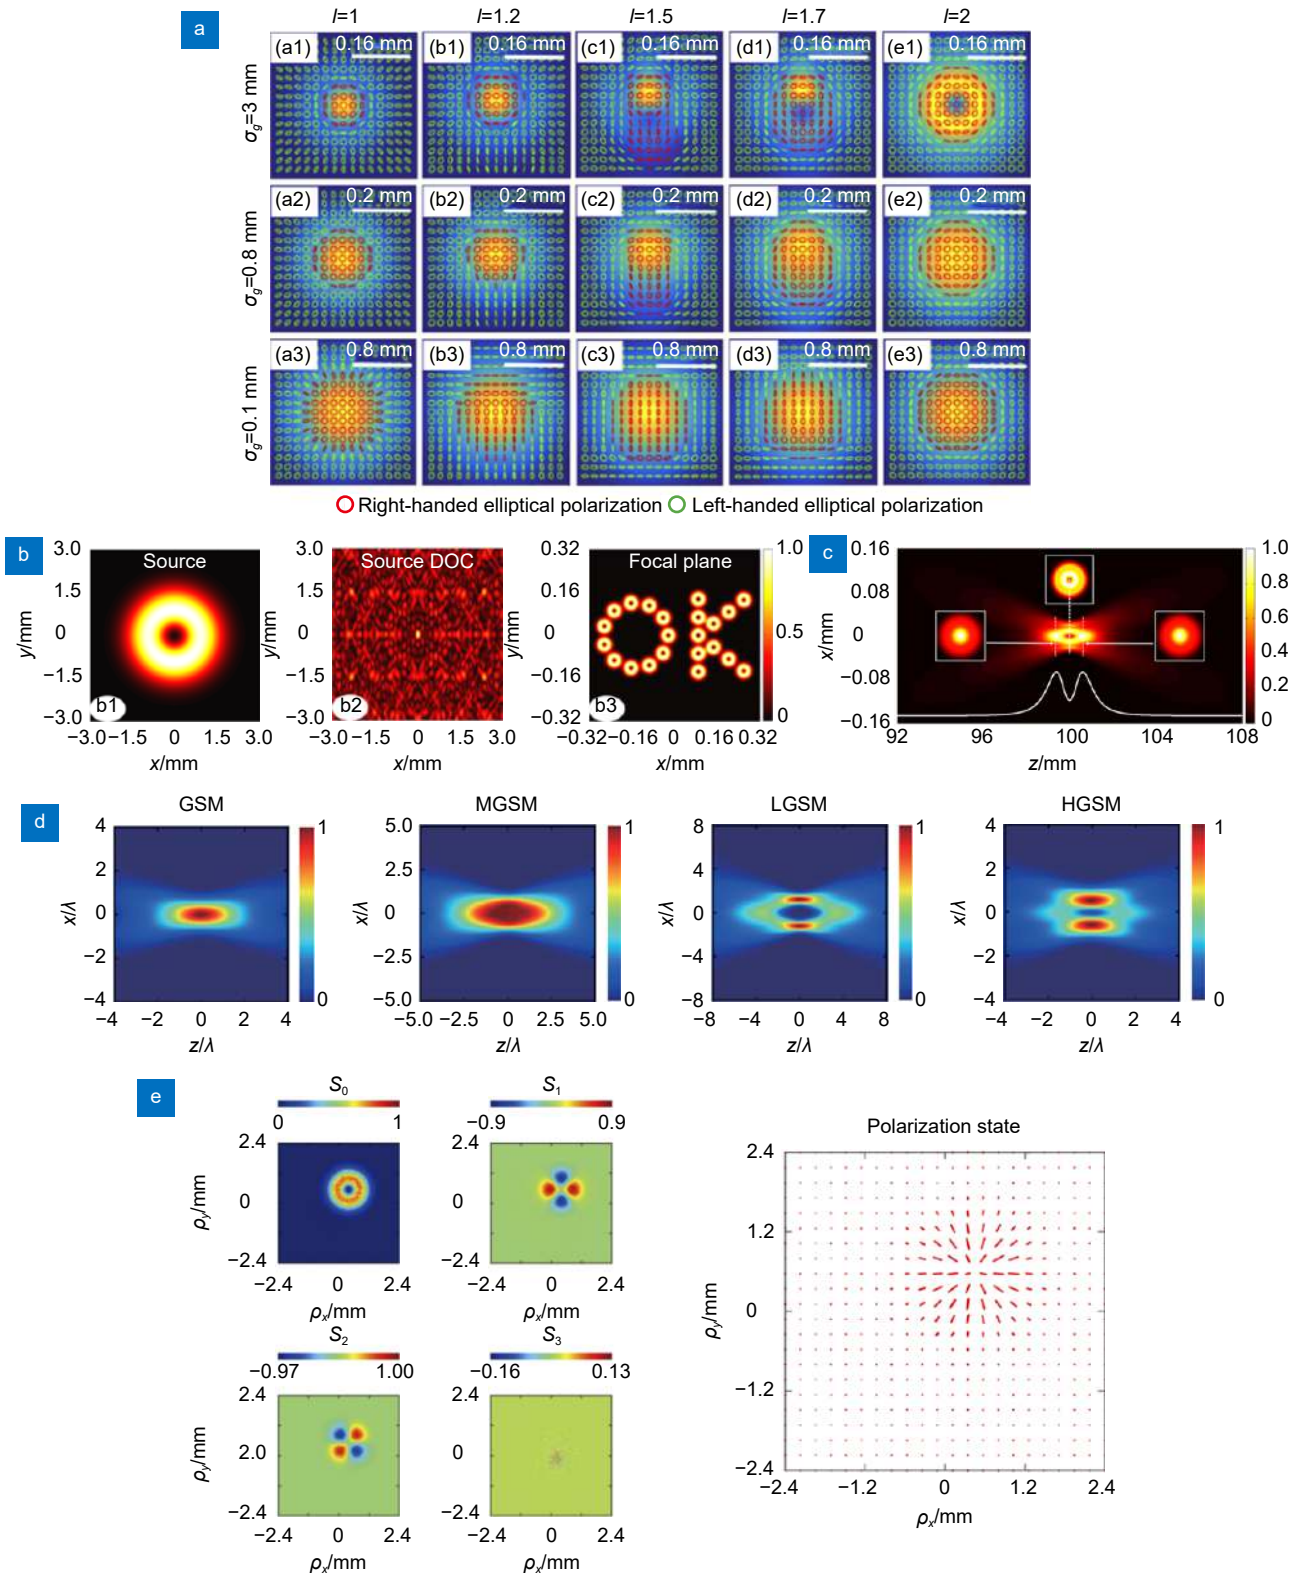 a
l=1 l=1.2 l=1.5 l=1.7 l=2
σg=3 mm
(a1) 0.16 mm (b1) 0.16 mm (c1) 0.16 mm (d1) 0.16 mm (e1) 0.16 mm
σg=0.8 mm
(a2) 0.2 mm (b2) 0.2 mm (c2) 0.2 mm (d2) 0.2 mm (e2) 0.2 mm
σg=0.1 mm
(a3) 0.8 mm (b3) 0.8 mm (c3) 0.8 mm (d3) 0.8 mm (e3) 0.8 mm
Right-handed elliptical polarization Left-handed elliptical polarization
b
Source
y/mm
3.0
1.5
0
−1.5
−3.0
b1
−3.0 −1.5 0 1.5 3.0
x/mm
Source DOC
y/mm
3.0
1.5
0
−1.5
−3.0
b2
−3.0 −1.5 0 1.5 3.0
x/mm
Focal plane
y/mm
0.32
0.16
0
−0.16
−0.32
b3
−0.32 −0.16 0 0.16 0.32
x/mm
1.0
0.5
0
c
x/mm
0.16
0.08
0
−0.08
−0.16
92 96 100 104 108
z/mm
1.0
0.8
0.6
0.4
0.2
0
d
GSM
x/λ
4
2
0
−2
−4
−4 −2 0 2 4
z/λ
1
0
MGSM
x/λ
5.0
2.5
0
−2.5
−5.0
−5.0 −2.5 0 2.5 5.0
z/λ
1
0
LGSM
x/λ
8
4
0
−4
−8
−8 −4 0 4 8
z/λ
1
0
HGSM
x/λ
4
2
0
−2
−4
−4 −2 0 2 4
z/λ
1
0
e
S0
0 1
ρy/mm
2.4
0
−2.4
−2.4 0 2.4
ρx/mm
S1
−0.9 0.9
2.4
0
−2.4
−2.4 0 2.4
ρx/mm
S2
−0.97 1.00
ρy/mm
2.4
2.0
−2.4
−2.4 0 2.4
ρx/mm
S3
−0.16 0.13
2.4
0
−2.4
−2.4 0 2.4
ρx/mm
Polarization state
ρy/mm
2.4
1.2
0
−1.2
−2.4
−2.4 −1.2 0 1.2 2.4
ρx/mm